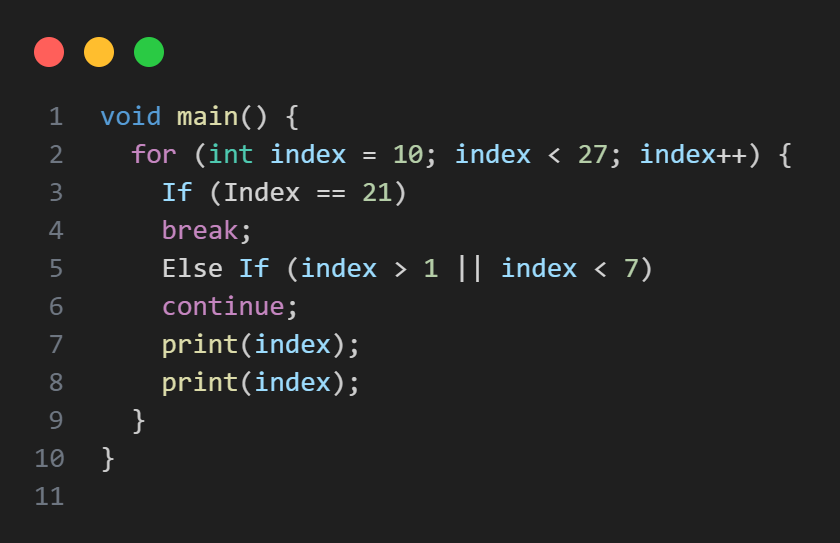 1 void main() {
2 for (int index = 10; index < 27; index++) {
3 If (Index == 21)
4 break;
5 Else If (index > 1 || index < 7)
6 continue;
7 print(index);
8 print(index);
9 }
10 }
11